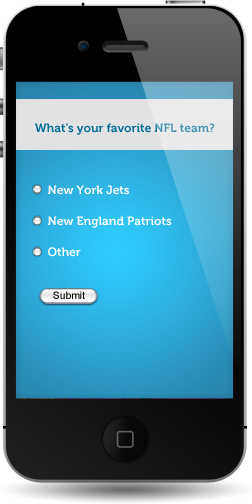 What's your favorite NFL team?
New York Jets
New England Patriots
Other
Submit